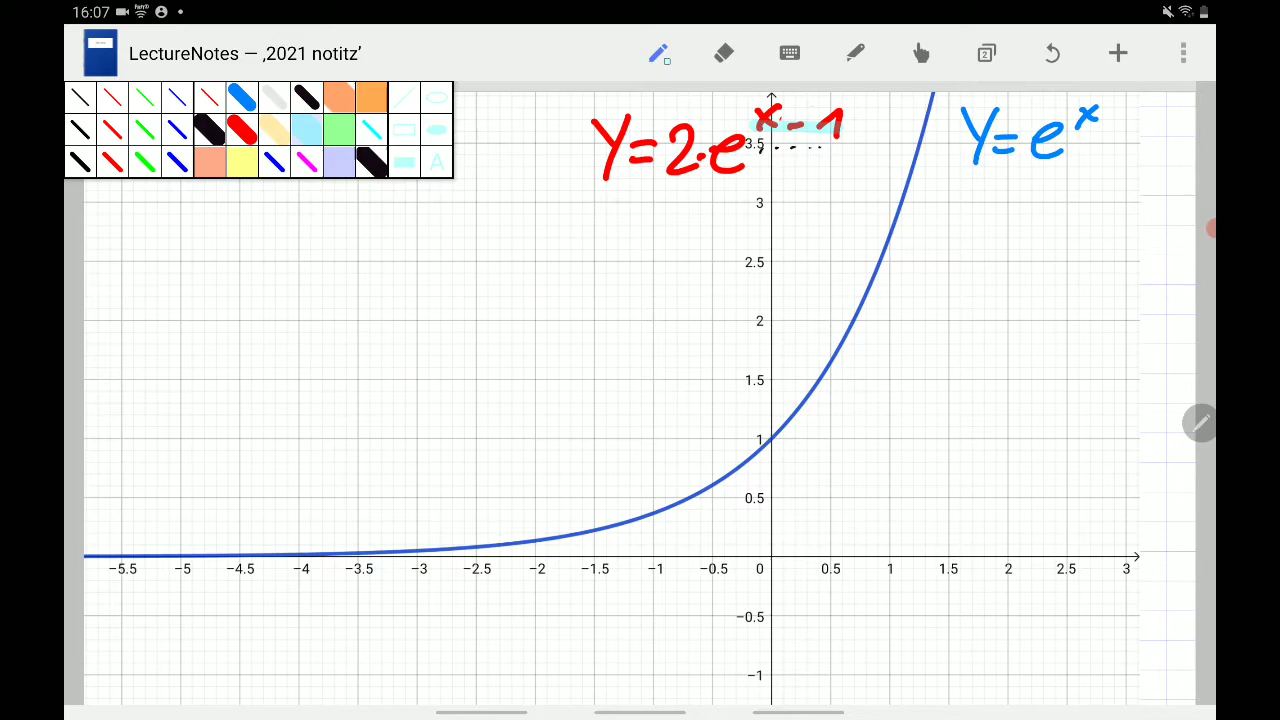 16:07
LectureNotes — ‚2021 notitz’
2
A
y=2·e^(x-1)
y=e^x
3.5
3
2.5
2
1.5
1
0.5
−5.5 −5 −4.5 −4 −3.5 −3 −2.5 −2 −1.5 −1 −0.5 0 0.5 1 1.5 2 2.5 3
−0.5
−1